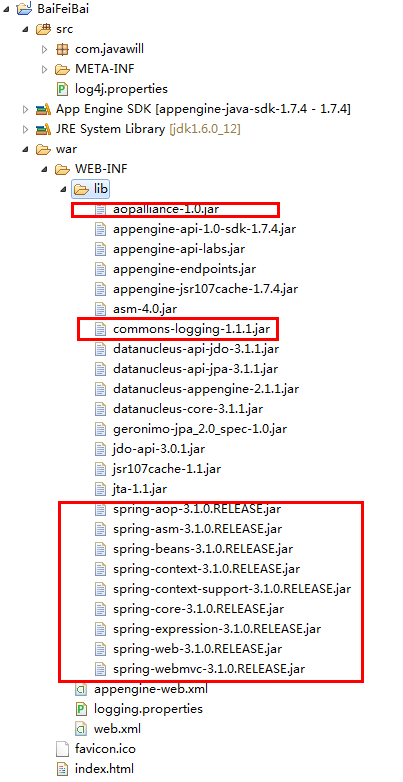 BaiFeiBai
src
com.javawill
META-INF
log4j.properties
App Engine SDK [appengine-java-sdk-1.7.4 - 1.7.4]
JRE System Library [jdk1.6.0_12]
war
WEB-INF
lib
aopalliance-1.0.jar
appengine-api-1.0-sdk-1.7.4.jar
appengine-api-labs.jar
appengine-endpoints.jar
appengine-jsr107cache-1.7.4.jar
asm-4.0.jar
commons-logging-1.1.1.jar
datanucleus-api-jdo-3.1.1.jar
datanucleus-api-jpa-3.1.1.jar
datanucleus-appengine-2.1.1.jar
datanucleus-core-3.1.1.jar
geronimo-jpa_2.0_spec-1.0.jar
jdo-api-3.0.1.jar
jsr107cache-1.1.jar
jta-1.1.jar
spring-aop-3.1.0.RELEASE.jar
spring-asm-3.1.0.RELEASE.jar
spring-beans-3.1.0.RELEASE.jar
spring-context-3.1.0.RELEASE.jar
spring-context-support-3.1.0.RELEASE.jar
spring-core-3.1.0.RELEASE.jar
spring-expression-3.1.0.RELEASE.jar
spring-web-3.1.0.RELEASE.jar
spring-webmvc-3.1.0.RELEASE.jar
appengine-web.xml
logging.properties
web.xml
favicon.ico
index.html